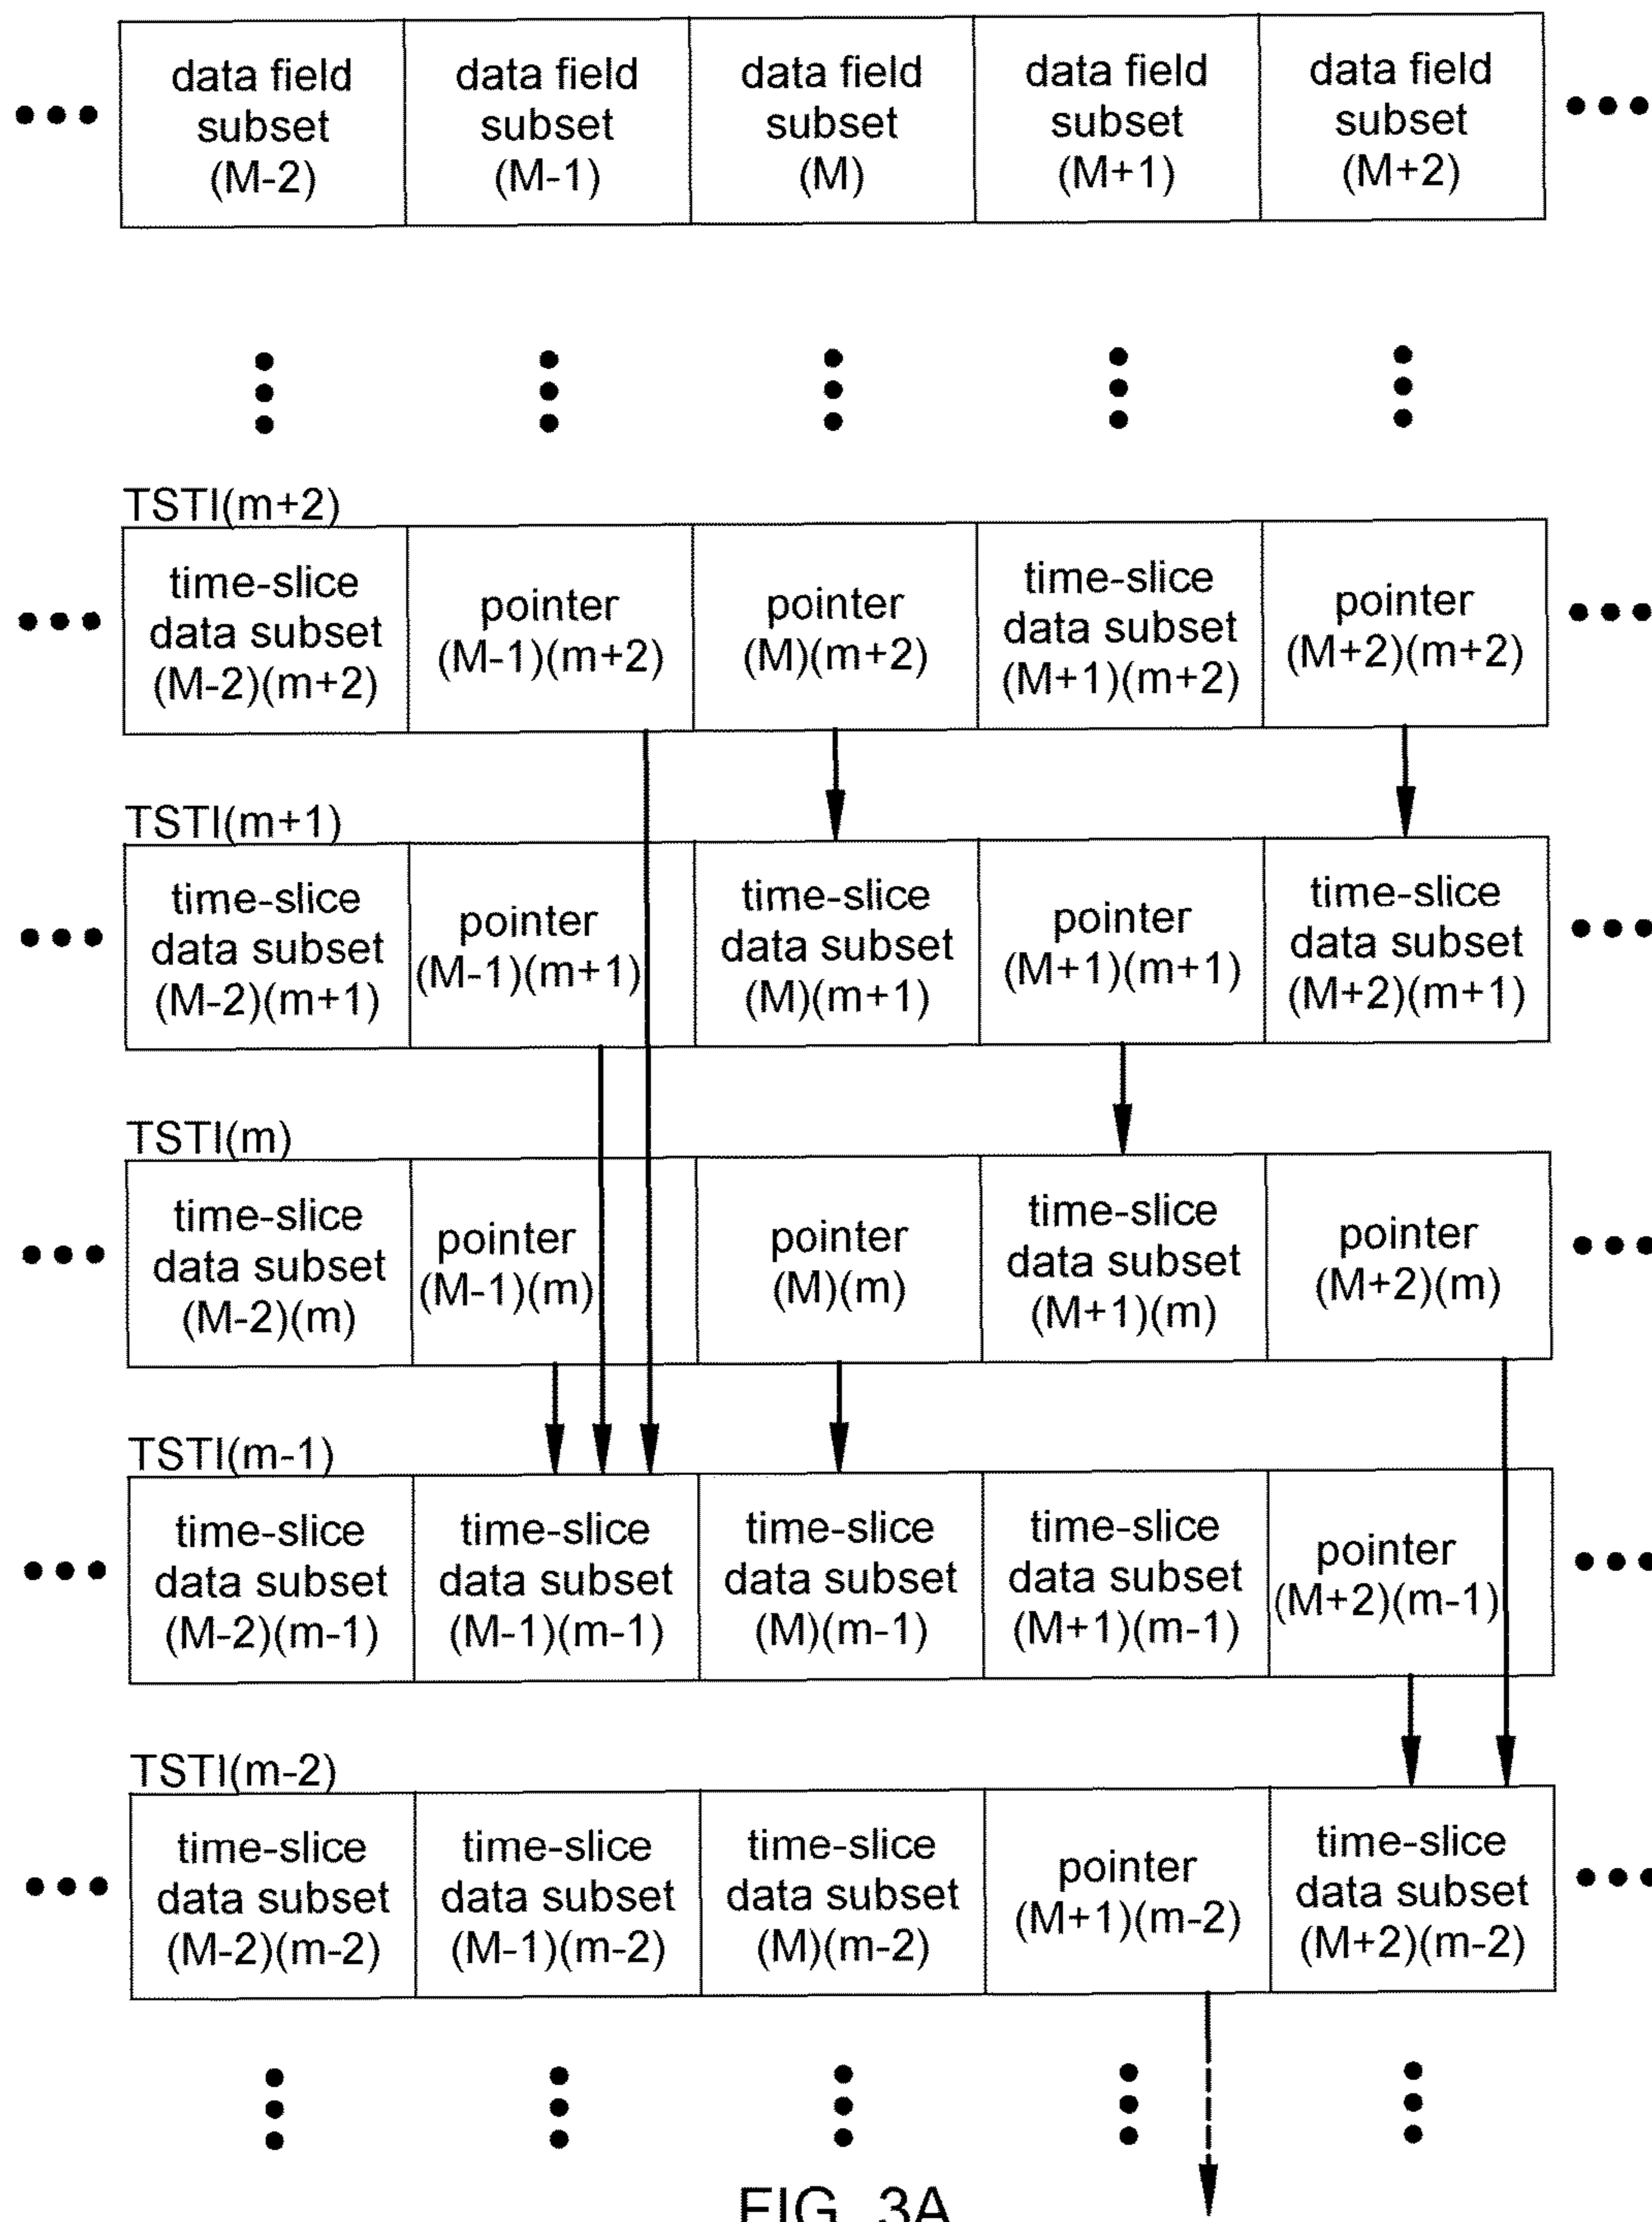 data field
subset
(M-2)
data field
subset
(M-1)
data field
subset
(M)
data field
subset
(M+1)
data field
subset
(M+2)
TSTI(m+2)
time-slice
data subset
(M-2)(m+2)
pointer
(M-1)(m+2)
pointer
(M)(m+2)
time-slice
data subset
(M+1)(m+2)
pointer
(M+2)(m+2)
TSTI(m+1)
time-slice
data subset
(M-2)(m+1)
pointer
(M-1)(m+1)
time-slice
data subset
(M)(m+1)
pointer
(M+1)(m+1)
time-slice
data subset
(M+2)(m+1)
TSTI(m)
time-slice
data subset
(M-2)(m)
pointer
(M-1)(m)
pointer
(M)(m)
time-slice
data subset
(M+1)(m)
pointer
(M+2)(m)
TSTI(m-1)
time-slice
data subset
(M-2)(m-1)
time-slice
data subset
(M-1)(m-1)
time-slice
data subset
(M)(m-1)
time-slice
data subset
(M+1)(m-1)
pointer
(M+2)(m-1)
TSTI(m-2)
time-slice
data subset
(M-2)(m-2)
time-slice
data subset
(M-1)(m-2)
time-slice
data subset
(M)(m-2)
pointer
(M+1)(m-2)
time-slice
data subset
(M+2)(m-2)
FIG. 3A